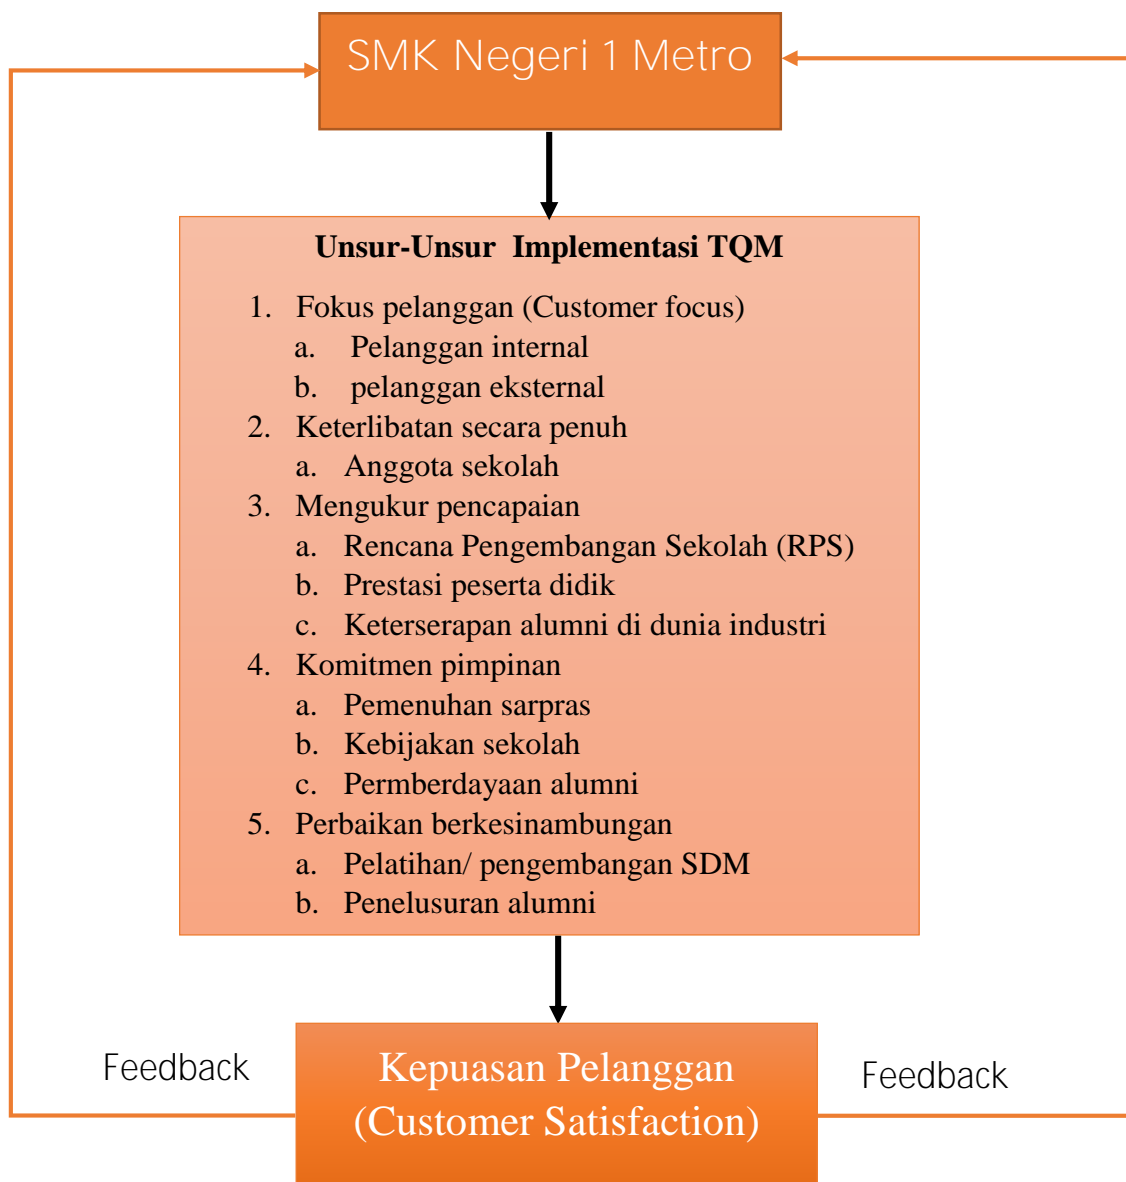 SMK Negeri 1 Metro
Unsur-Unsur Implementasi TQM
1. Fokus pelanggan (Customer focus)
a. Pelanggan internal
b. pelanggan eksternal
2. Keterlibatan secara penuh
a. Anggota sekolah
3. Mengukur pencapaian
a. Rencana Pengembangan Sekolah (RPS)
b. Prestasi peserta didik
c. Keterserapan alumni di dunia industri
4. Komitmen pimpinan
a. Pemenuhan sarpras
b. Kebijakan sekolah
c. Permberdayaan alumni
5. Perbaikan berkesinambungan
a. Pelatihan/ pengembangan SDM
b. Penelusuran alumni
Feedback
Kepuasan Pelanggan
(Customer Satisfaction)
Feedback